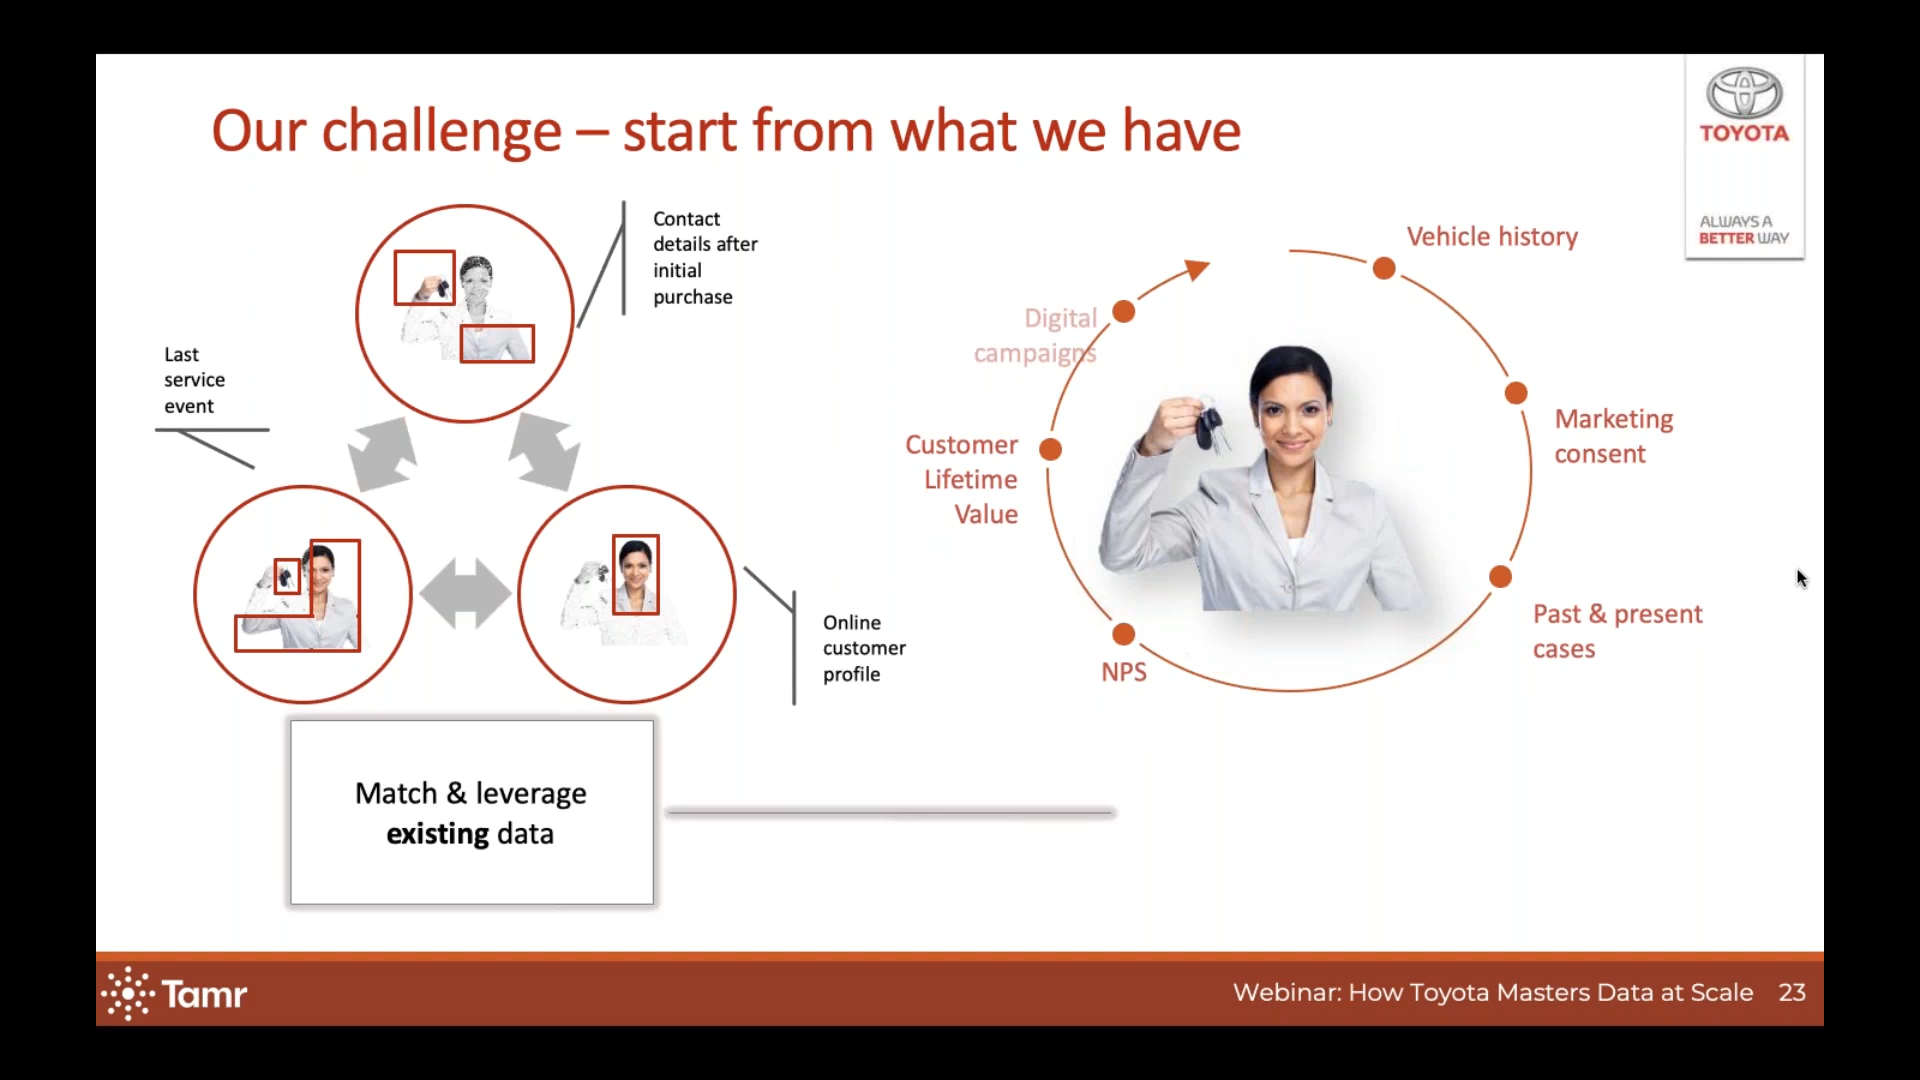 Our challenge – start from what we have
TOYOTA
ALWAYS A
BETTER WAY
Contact
details after
initial
purchase
Last
service
event
Online
customer
profile
Match & leverage
existing data
Vehicle history
Marketing
consent
Past & present
cases
NPS
Customer
Lifetime
Value
Digital
campaigns
Tamr
Webinar: How Toyota Masters Data at Scale 23